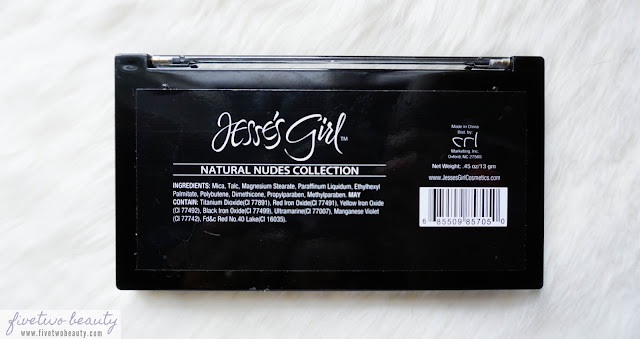 Jesse's Girl™
NATURAL NUDES COLLECTION
INGREDIENTS: Mica, Talc, Magnesium Stearate, Paraffinum Liquidum, Ethylhexyl
Palmitate, Polybutene, Dimethicone, Propylparaben, Methylparaben. MAY
CONTAIN: Titanium Dioxide(CI 77891), Red Iron Oxide(CI 77491), Yellow Iron Oxide
(CI 77492), Black Iron Oxide(CI 77499), Ultramarine(CI 77007), Manganese Violet
(CI 77742), Fd&c Red No.40 Lake(CI 16035).
Made in China
Dist. by:
Marketing, Inc.
Oxford, NC 27565
Net Weight: .45 oz/13 gm
www.JessesGirlCosmetics.com
6 85509 85705 0
fivetwo beauty
www.fivetwobeauty.com